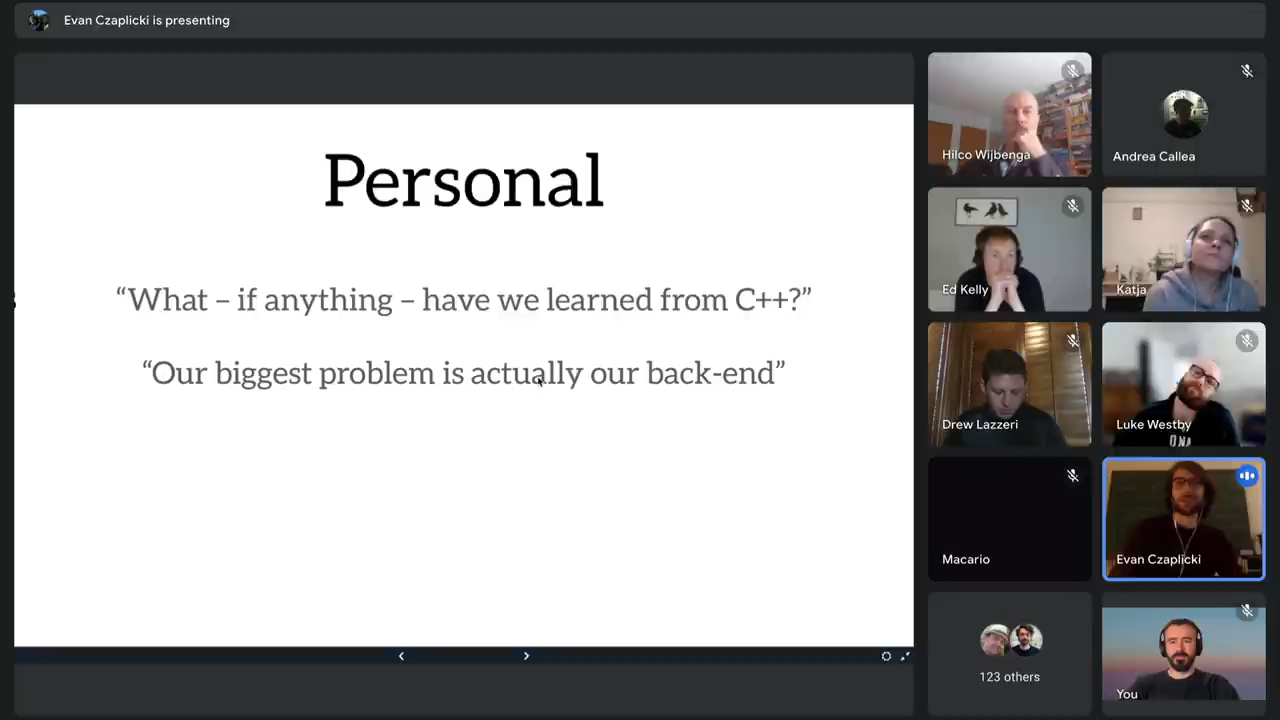 Evan Czaplicki is presenting
Personal
“What – if anything – have we learned from C++?”
“Our biggest problem is actually our back-end”
Hilco Wijbenga
Andrea Callea
Ed Kelly
Katja
Drew Lazzeri
Luke Westby
Macario
Evan Czaplicki
123 others
You